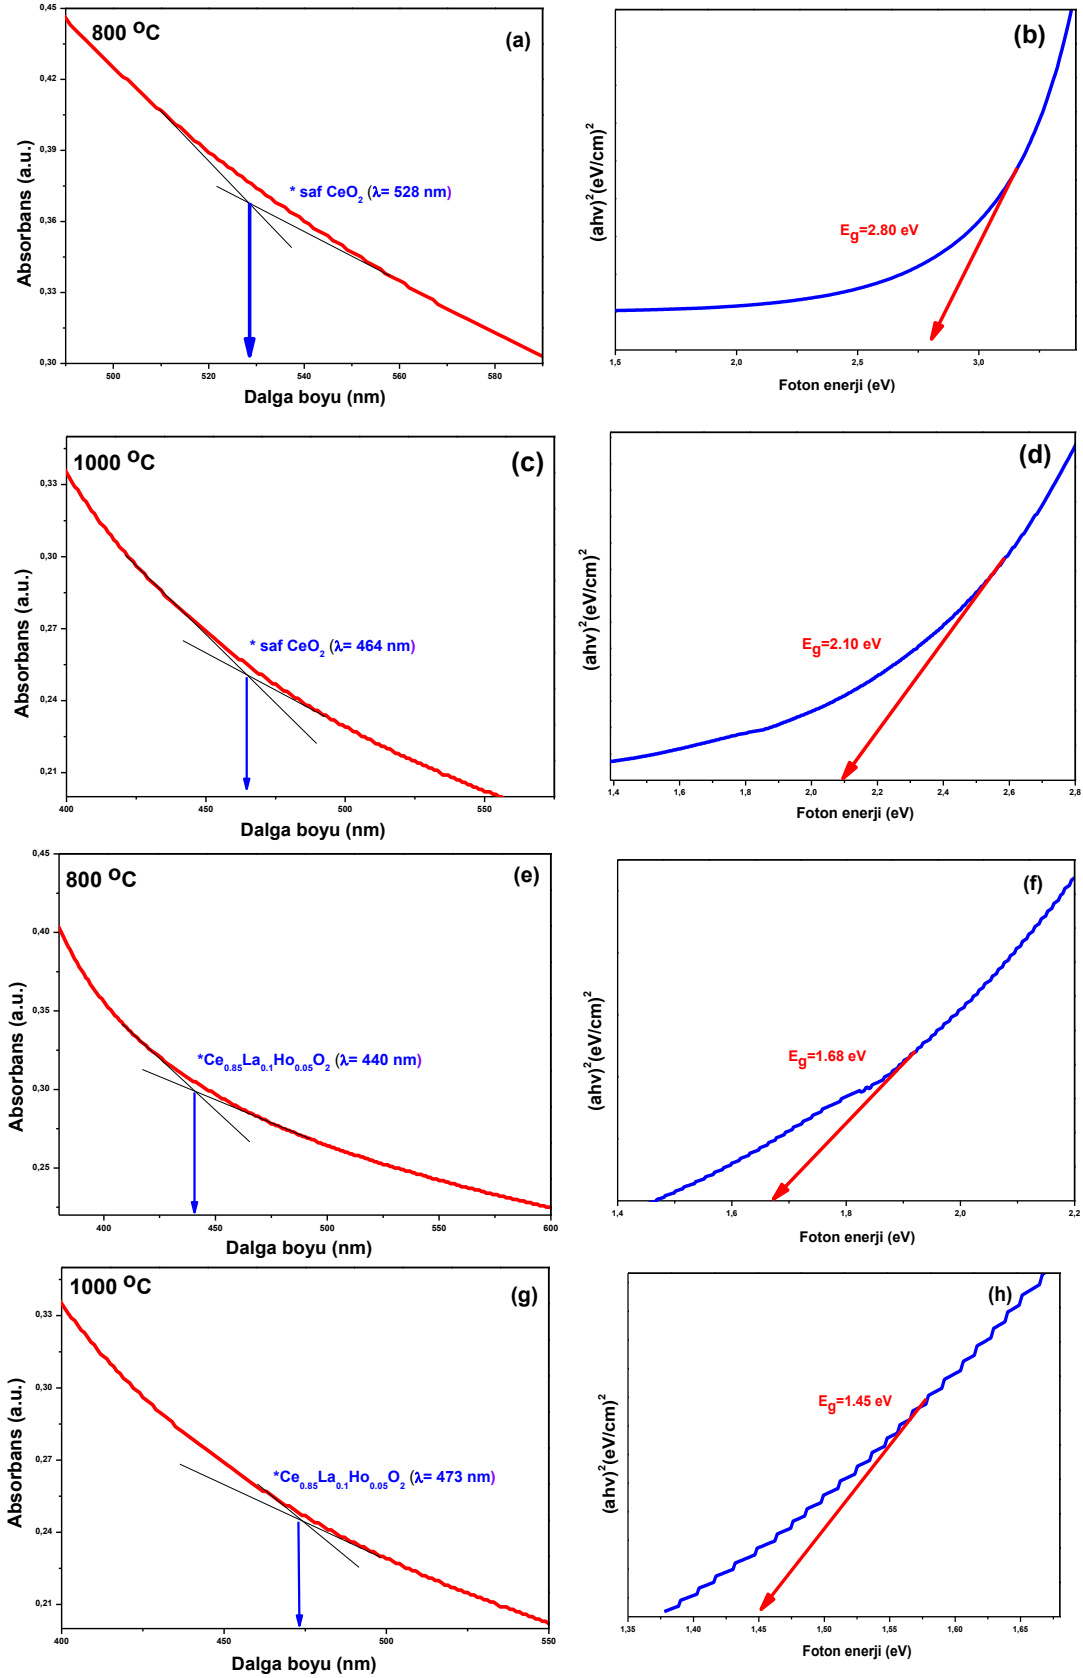 800 °C
(a)
0,45
0,42
0,39
0,36
0,33
0,30
Absorbans (a.u.)
* saf CeO2 (λ= 528 nm)
500
520
540
560
580
Dalga boyu (nm)
(b)
(ahv)2(eV/cm)2
Eg=2.80 eV
1,5
2,0
2,5
3,0
Foton enerji (eV)
1000 °C
(c)
0,33
0,30
0,27
0,24
0,21
Absorbans (a.u.)
* saf CeO2 (λ= 464 nm)
400
450
500
550
Dalga boyu (nm)
(d)
(ahv)2(eV/cm)2
Eg=2.10 eV
1,4
1,6
1,8
2,0
2,2
2,4
2,6
2,8
Foton enerji (eV)
800 °C
(e)
0,45
0,40
0,35
0,30
0,25
Absorbans (a.u.)
*Ce0.85La0.1Ho0.05O2 (λ= 440 nm)
400
450
500
550
600
Dalga boyu (nm)
(f)
(ahv)2(eV/cm)2
Eg=1.68 eV
1,4
1,6
1,8
2,0
2,2
Foton enerji (eV)
1000 °C
(g)
0,33
0,30
0,27
0,24
0,21
Absorbans (a.u.)
*Ce0.85La0.1Ho0.05O2 (λ= 473 nm)
400
450
500
550
Dalga boyu (nm)
(h)
(ahv)2(eV/cm)2
Eg=1.45 eV
1,35
1,40
1,45
1,50
1,55
1,60
1,65
Foton enerji (eV)